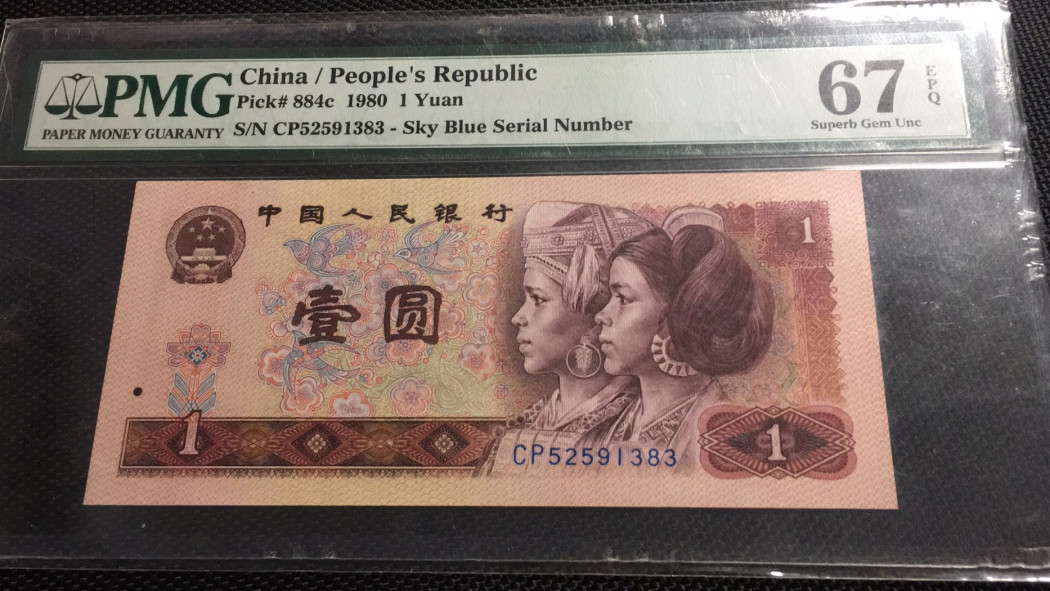 PMG
PAPER MONEY GUARANTY
China / People's Republic
Pick# 884c 1980 1 Yuan
S/N CP52591383 - Sky Blue Serial Number
67
EPQ
Superb Gem Unc
中国人民银行
1
壹圆
1
CP52591383
1